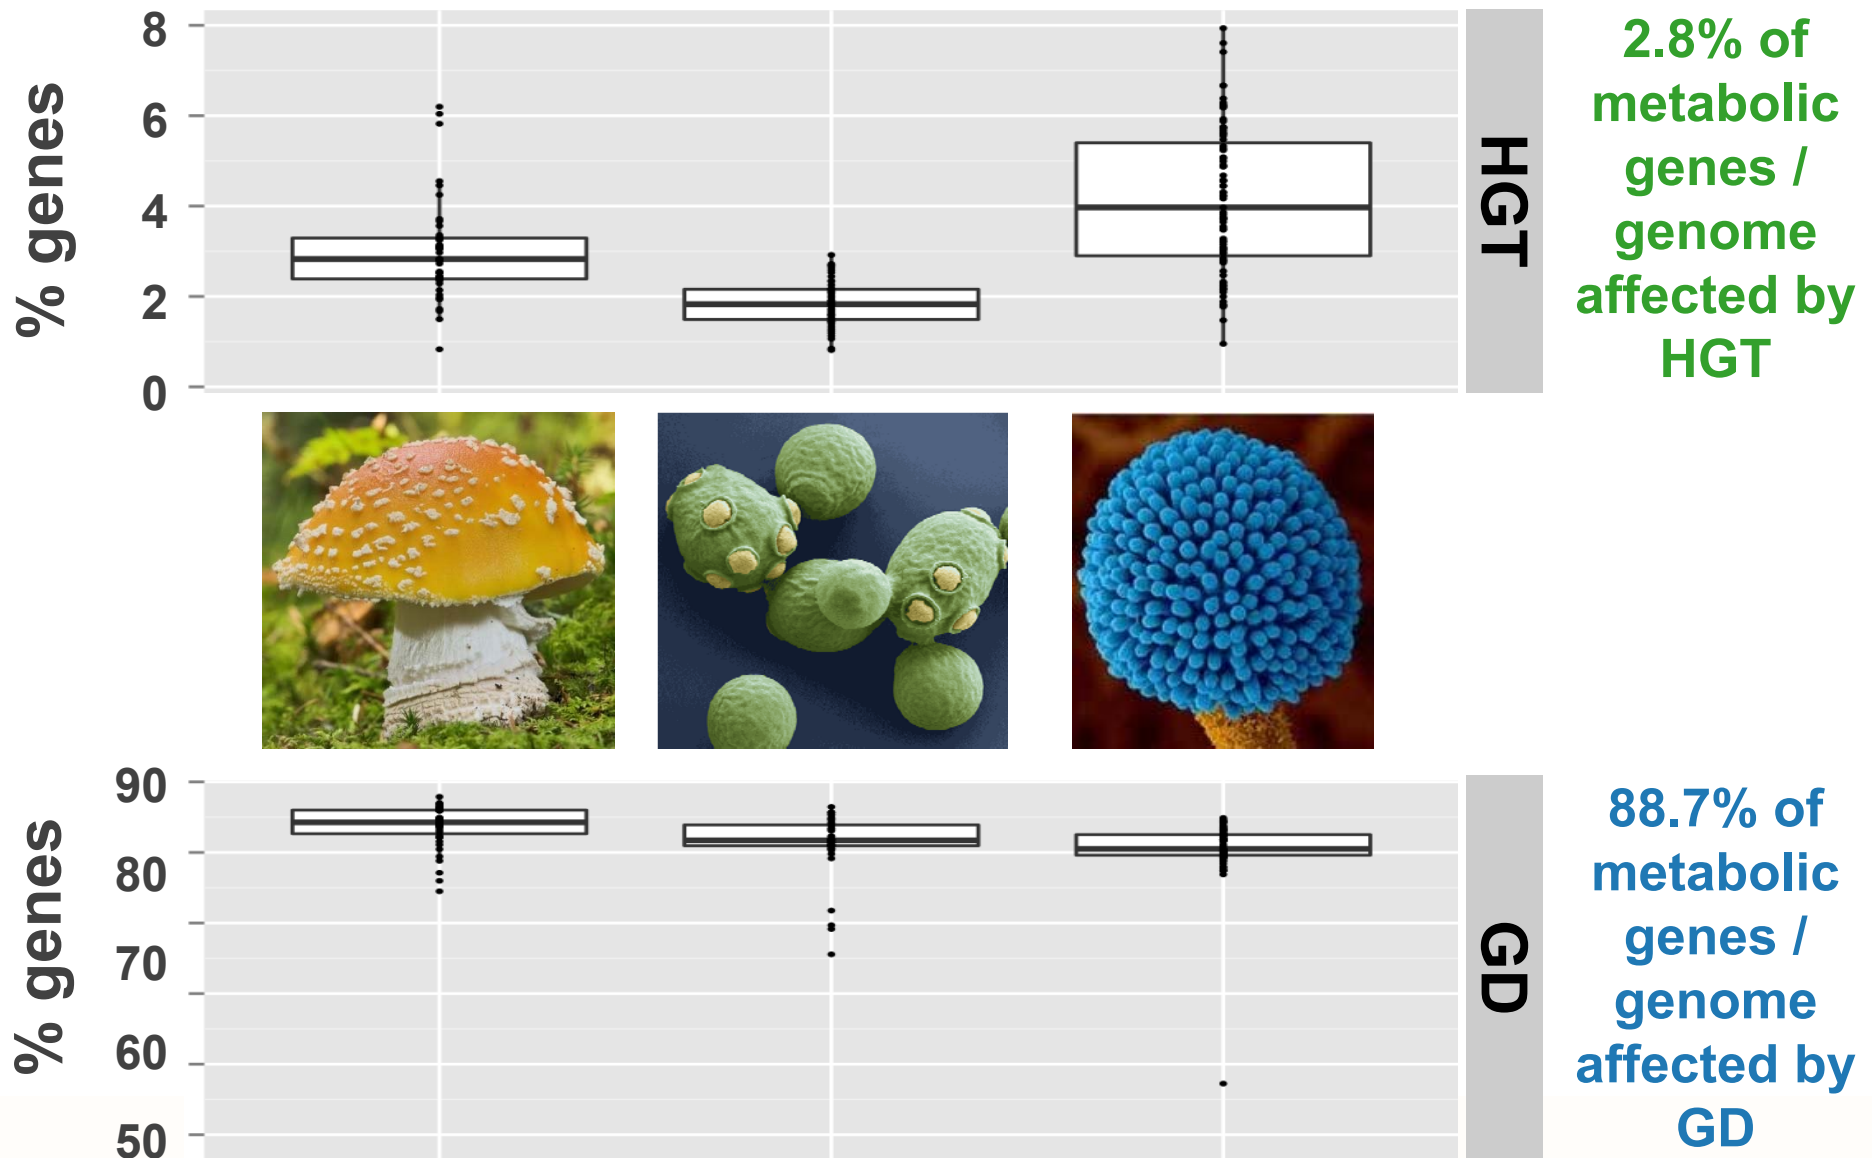 % genes
8
6
4
2
0
HGT
2.8% of
metabolic
genes /
genome
affected by
HGT
% genes
90
80
70
60
50
GD
88.7% of
metabolic
genes /
genome
affected by
GD